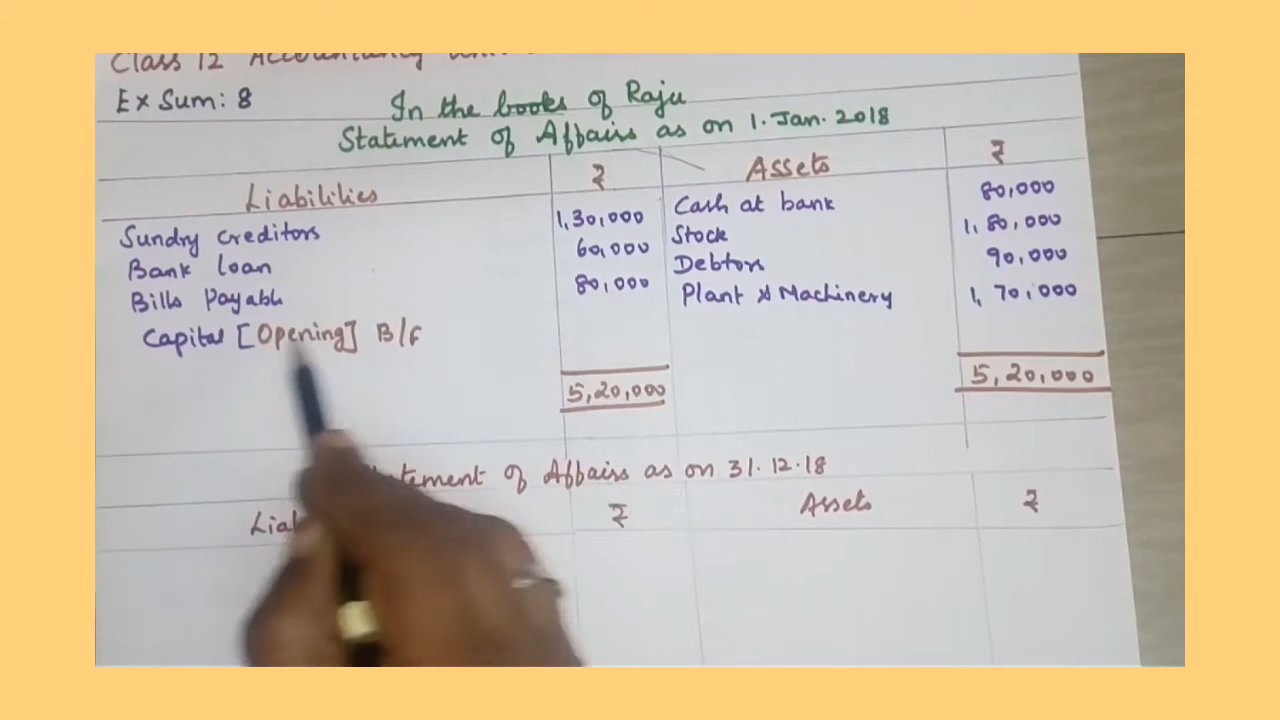 Class 12 Accountancy
Ex Sum: 8
In the books of Raju
Statement of Affairs as on 1. Jan. 2018
Liabilities ₹ Assets ₹
Sundry creditors 1,30,000 Cash at bank 80,000
Bank loan 60,000 Stock 1,80,000
Bills Payable 80,000 Debtors 90,000
Capital [Opening] B/F Plant & Machinery 1,70,000
5,20,000 5,20,000
of Affairs as on 31.12.18
₹ Assets ₹